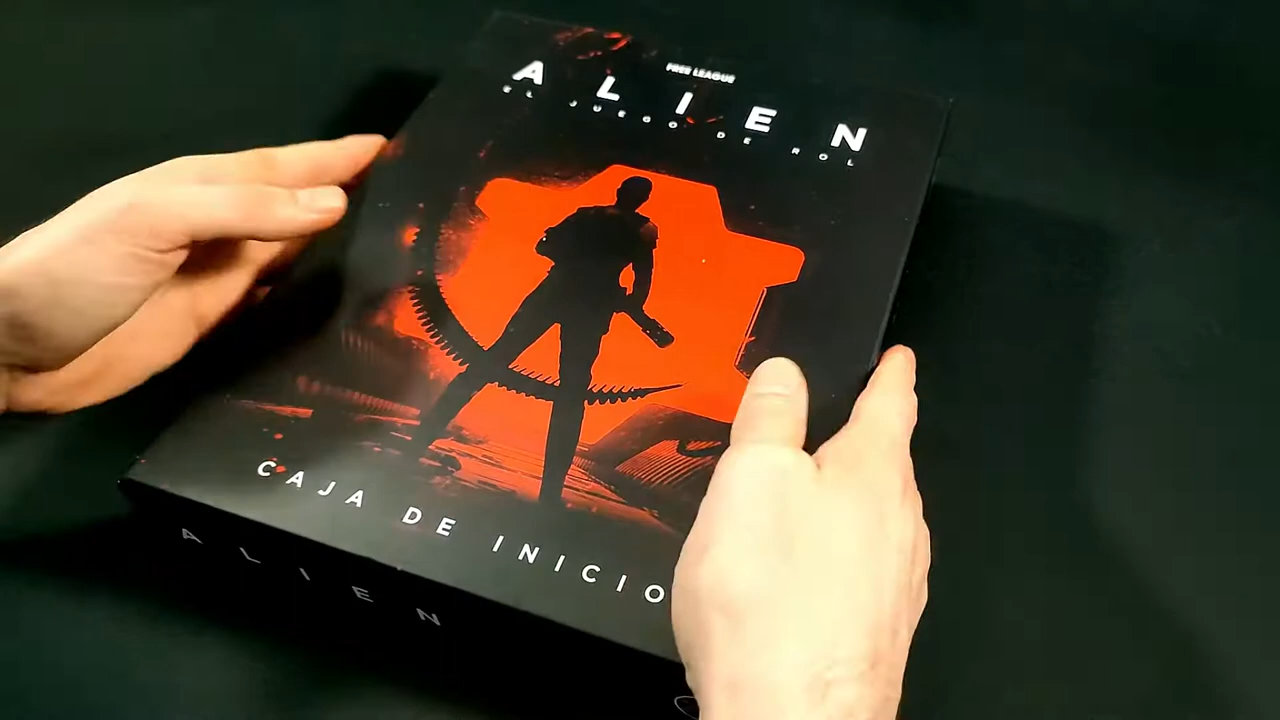 FREE LEAGUE
ALIEN
EL JUEGO DE ROL
CAJA DE INICIO
ALIEN